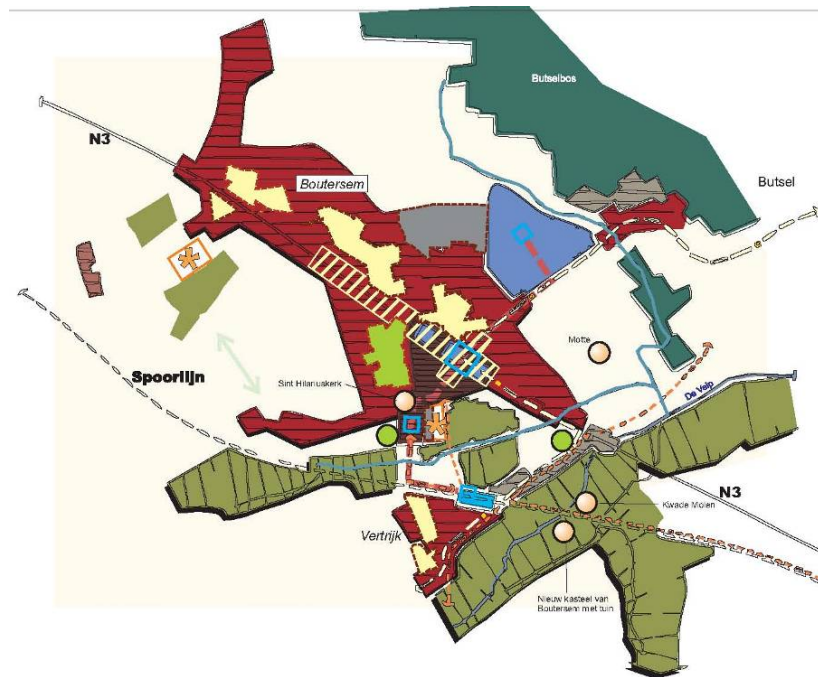 Butselbos
N3
Boutersem
Butsel
Motte
Spoorlijn
Sint Hilariuskerk
De Velp
N3
Kwade Molen
Vertrijk
Nieuw kasteel van
Boutersem met tuin